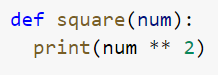 def square(num):
  print(num ** 2)